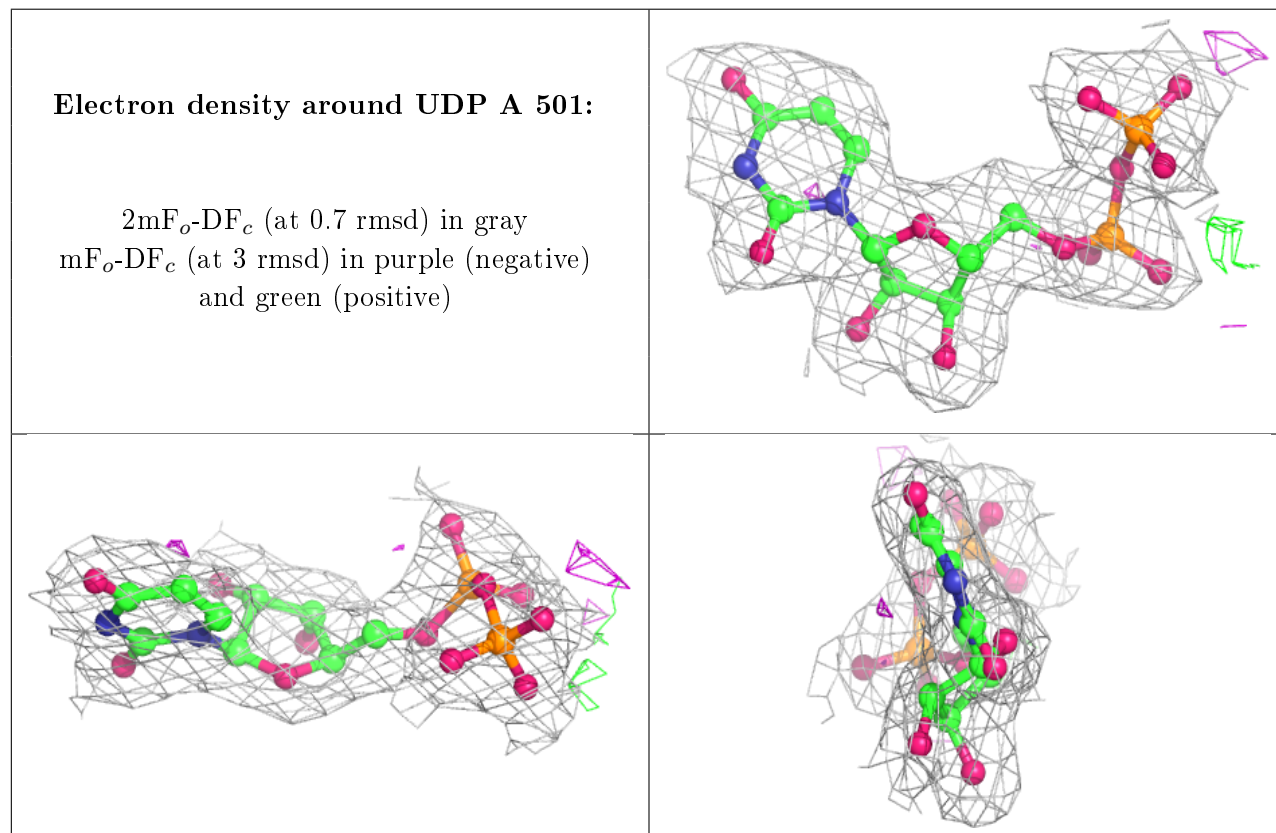 Electron density around UDP A 501:
2mFₒ-DF𝑐 (at 0.7 rmsd) in gray
mFₒ-DF𝑐 (at 3 rmsd) in purple (negative)
and green (positive)